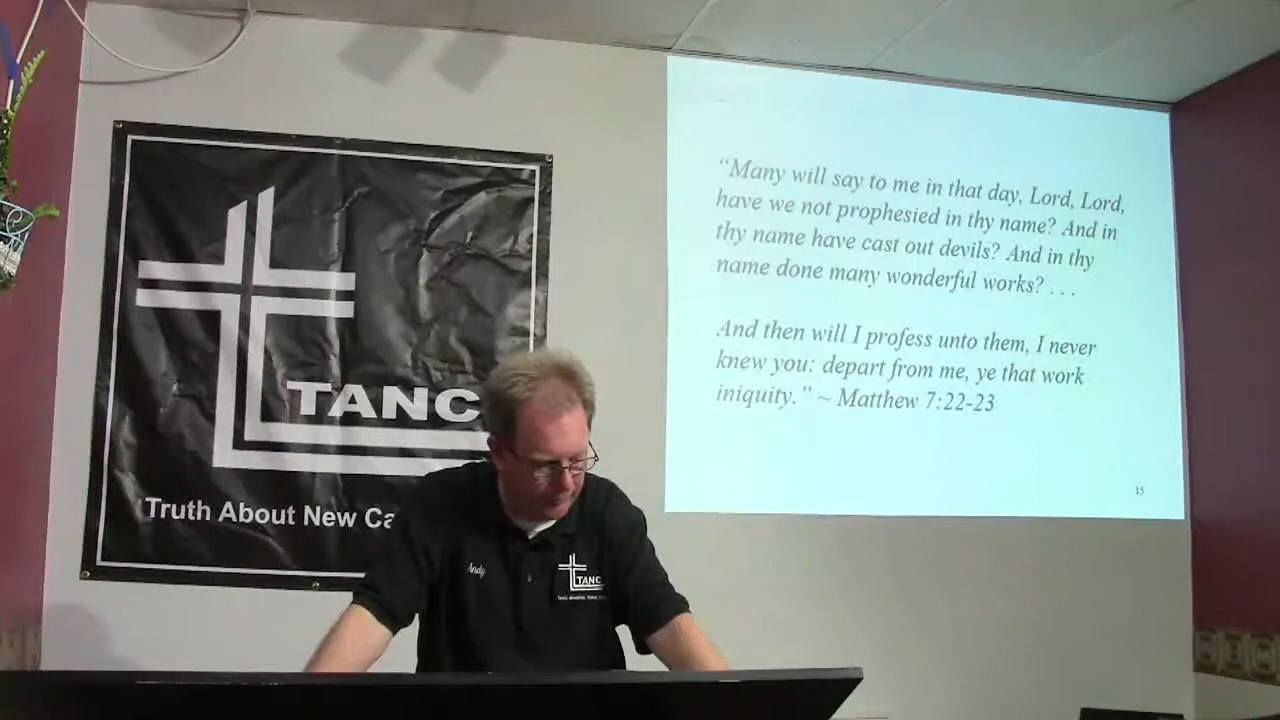 TANC
Truth About New Ca
"Many will say to me in that day, Lord, Lord,
have we not prophesied in thy name? And in
thy name have cast out devils? And in thy
name done many wonderful works? . . .
And then will I profess unto them, I never
knew you: depart from me, ye that work
iniquity." ~ Matthew 7:22-23
15
Andy
TANC